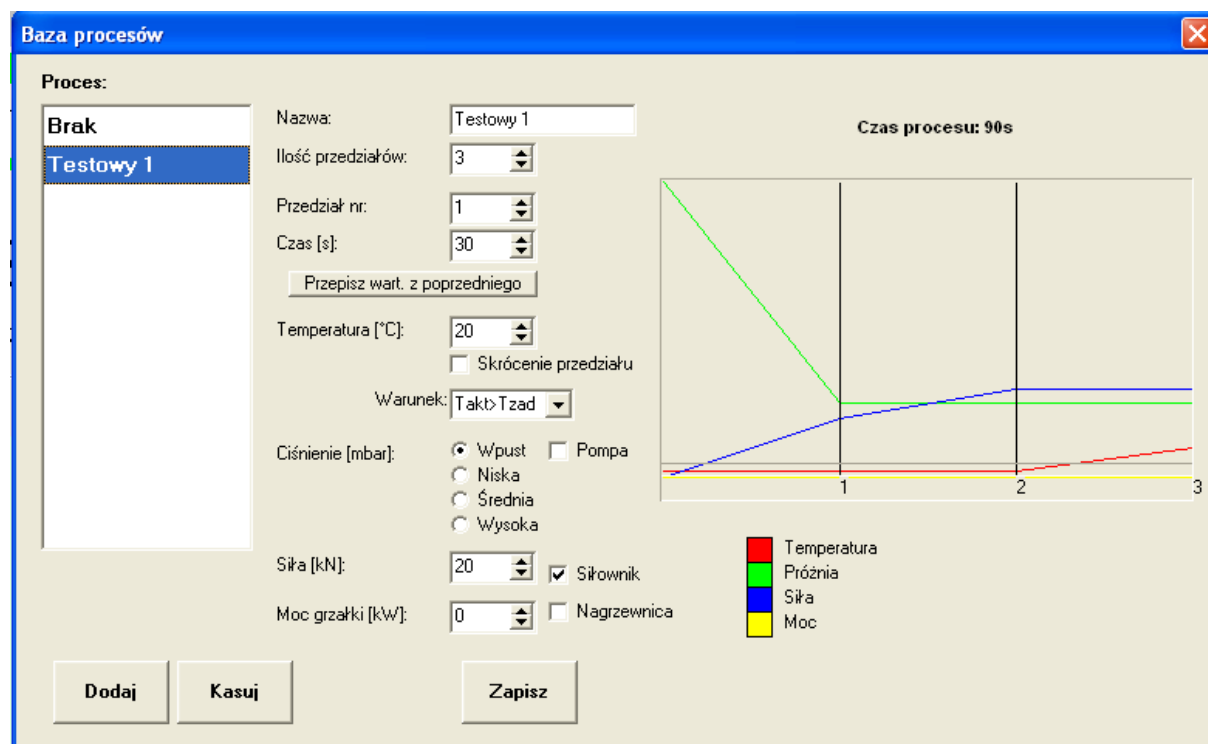 Baza procesów
Proces:
Brak
Testowy 1
Nazwa: Testowy 1
Ilość przedziałów: 3
Przedział nr: 1
Czas [s]: 30
Przepisz wart. z poprzedniego
Temperatura [°C]: 20
Skrócenie przedziału
Warunek: Takt>Tzad
Ciśnienie [mbar]: Wpust Pompa
Niska
Średnia
Wysoka
Siła [kN]: 20 Siłownik
Moc grzałki [kW]: 0 Nagrzewnica
Dodaj Kasuj Zapisz
Czas procesu: 90s
1 2 3
Temperatura
Próżnia
Siła
Moc